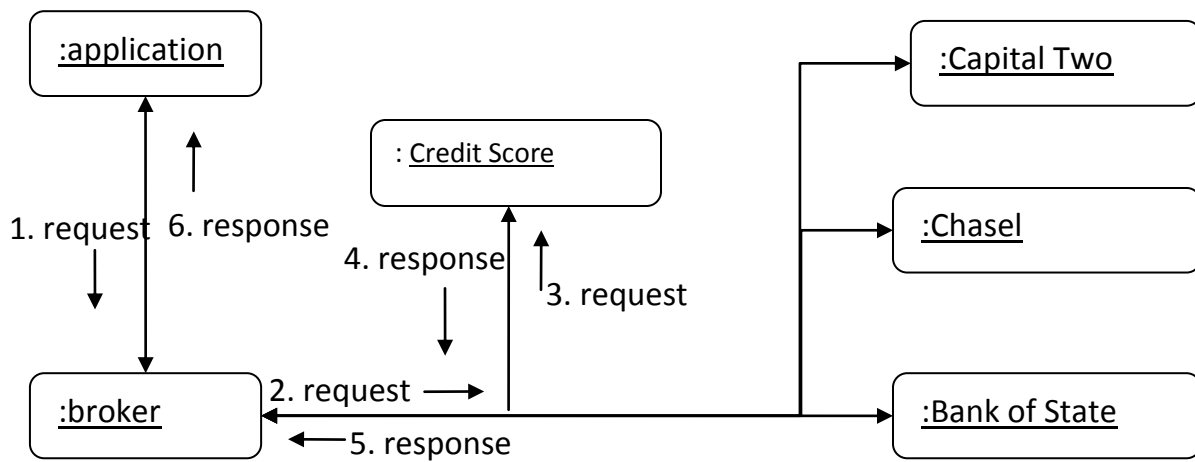 :application
:Capital Two
: Credit Score
1. request
6. response
:Chasel
4. response
3. request
:broker
2. request
:Bank of State
5. response